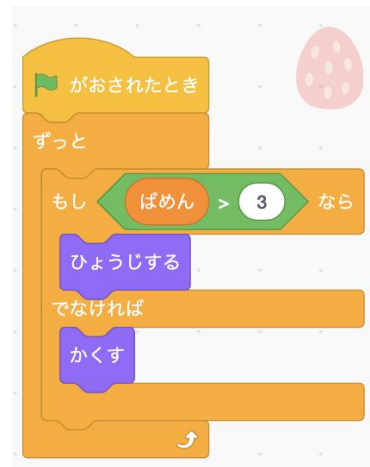 がおされたとき
ずっと
もし ばめん > 3 なら
ひょうじする
でなければ
かくす